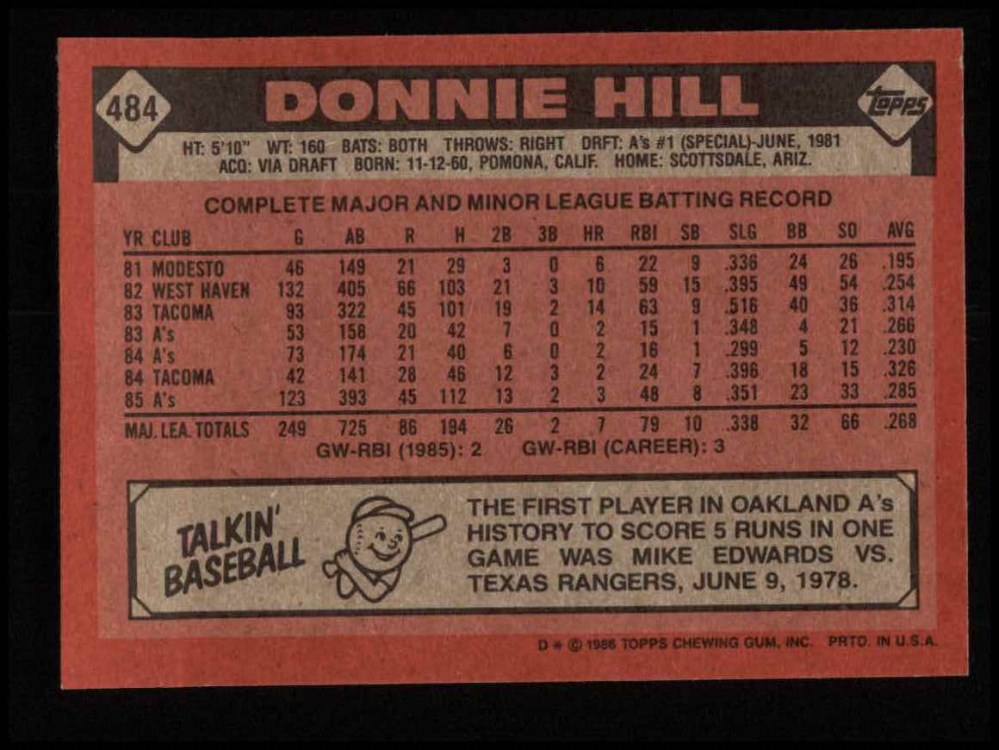 484 DONNIE HILL topps
HT: 5'10" WT: 160 BATS: BOTH THROWS: RIGHT DRFT: A's #1 (SPECIAL)-JUNE, 1981
ACQ: VIA DRAFT BORN: 11-12-60, POMONA, CALIF. HOME: SCOTTSDALE, ARIZ.
COMPLETE MAJOR AND MINOR LEAGUE BATTING RECORD
YR CLUB G AB R H 2B 3B HR RBI SB SLG BB SO AVG
81 MODESTO 46 149 21 29 3 0 6 22 9 .336 24 26 .195
82 WEST HAVEN 132 405 66 103 21 3 10 59 15 .395 49 54 .254
83 TACOMA 93 322 45 101 19 2 14 63 9 .516 40 36 .314
83 A's 53 158 20 42 7 0 2 15 1 .348 4 21 .266
84 A's 73 174 21 40 6 0 2 16 1 .299 5 12 .230
84 TACOMA 42 141 28 46 12 3 2 24 7 .396 18 15 .326
85 A's 123 393 45 112 13 2 3 48 8 .351 23 33 .285
MAJ. LEA. TOTALS 249 725 86 194 26 2 7 79 10 .338 32 66 .268
GW-RBI (1985): 2 GW-RBI (CAREER): 3
TALKIN'
BASEBALL
THE FIRST PLAYER IN OAKLAND A's
HISTORY TO SCORE 5 RUNS IN ONE
GAME WAS MIKE EDWARDS VS.
TEXAS RANGERS, JUNE 9, 1978.
D * © 1986 TOPPS CHEWING GUM, INC. PRTD. IN U.S.A.